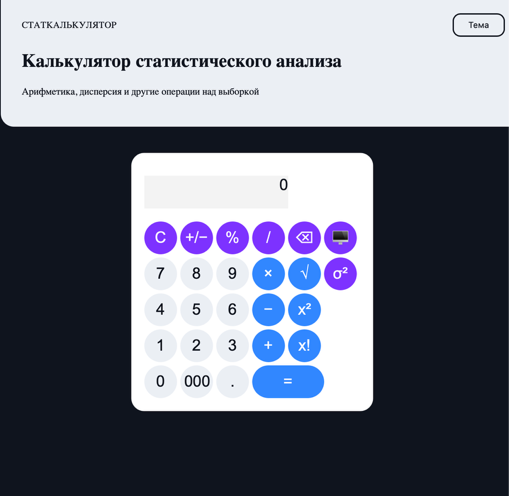 СТАТКАЛЬКУЛЯТОР
Тема
Калькулятор статистического анализа
Арифметика, дисперсия и другие операции над выборкой
0
C +/− % / ⌫ 🖥️
7 8 9 × √ σ²
4 5 6 − x²
1 2 3 + x!
0 000 . =